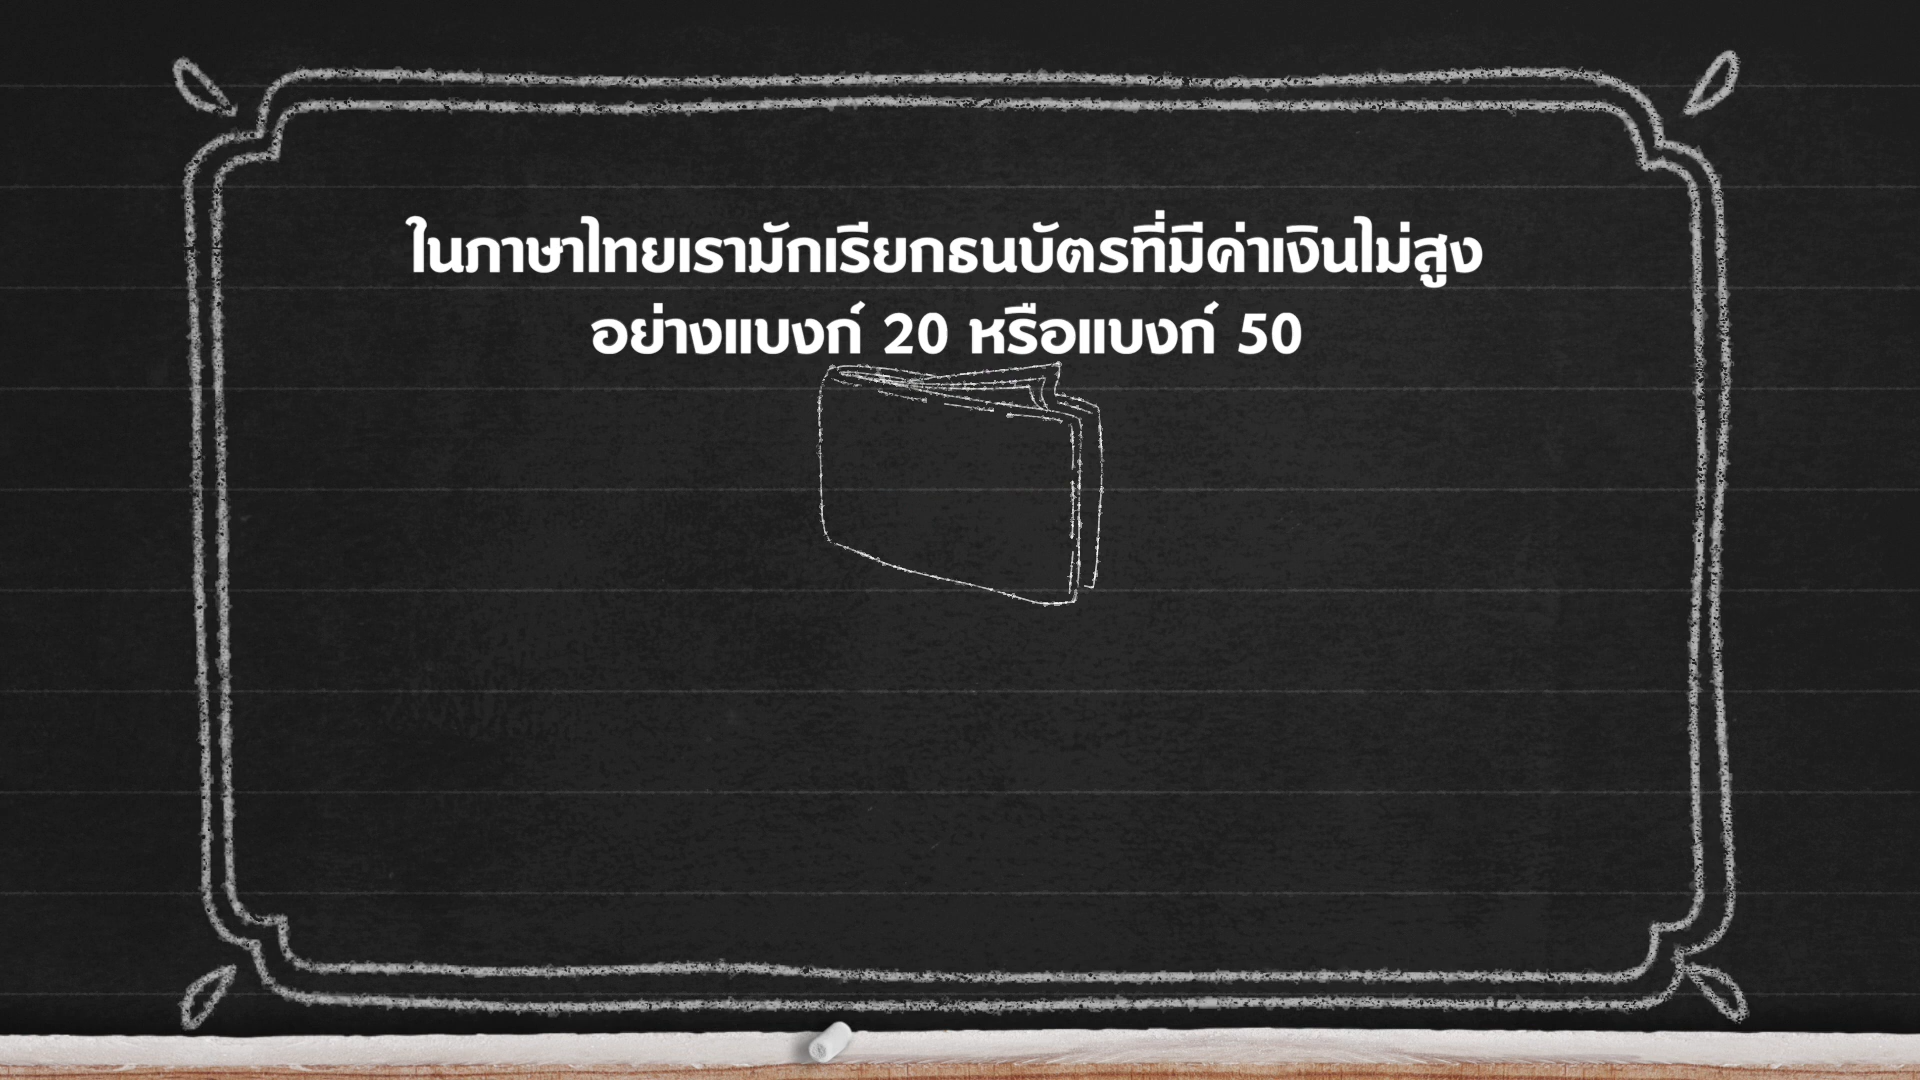 ในภาษาไทยเรามักเรียกธนบัตรที่มีค่าเงินไม่สูง
อย่างแบงก์ 20 หรือแบงก์ 50